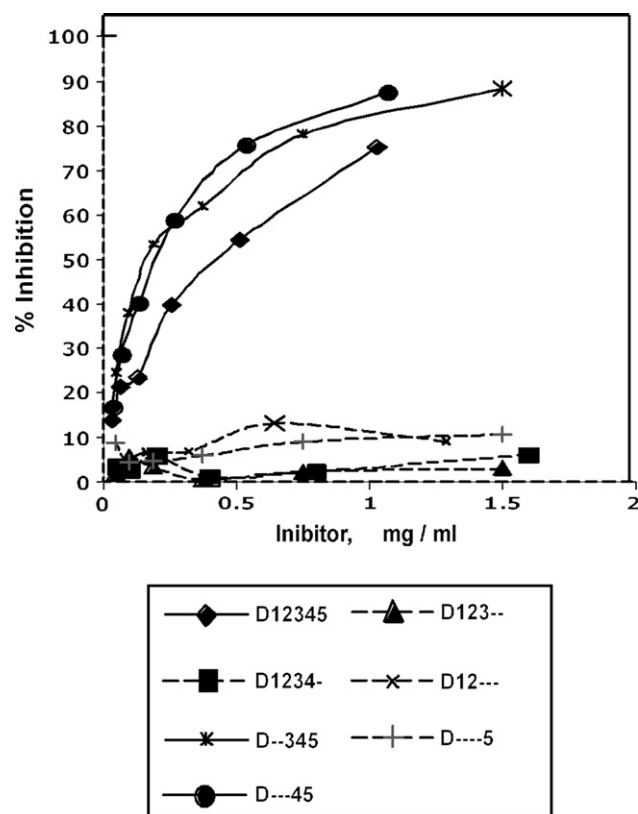 100
90
80
70
60
50
40
30
20
10
0
% Inhibition
0 0.5 1 1.5 2
Inibitor, mg / ml
D12345 D123--
D1234- D12---
D--345 D----5
D---45